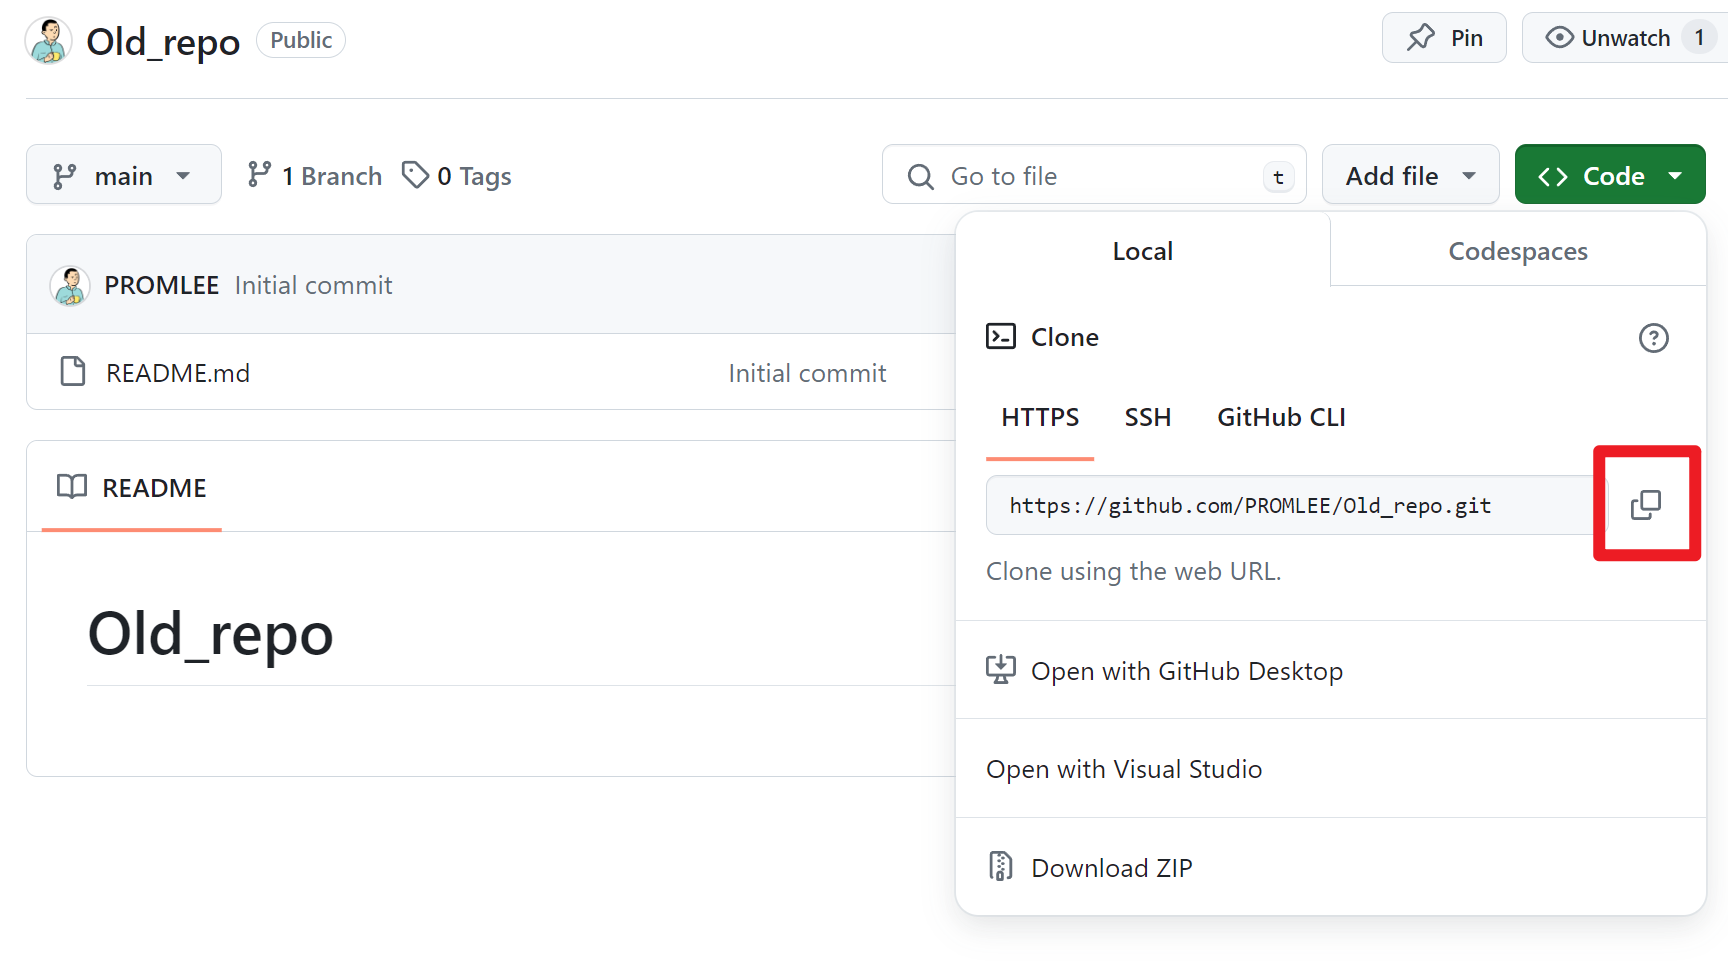 Old_repo Public Pin Unwatch 1
main 1 Branch 0 Tags Go to file t Add file Code
PROMLEE Initial commit
README.md Initial commit
README
Old_repo
Local Codespaces
Clone
HTTPS SSH GitHub CLI
https://github.com/PROMLEE/Old_repo.git
Clone using the web URL.
Open with GitHub Desktop
Open with Visual Studio
Download ZIP